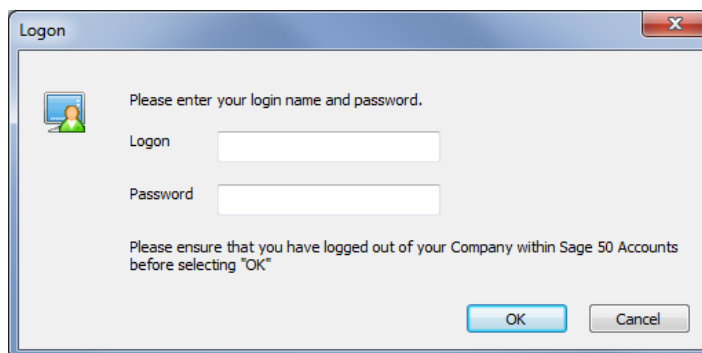 Logon
Please enter your login name and password.
Logon
Password
Please ensure that you have logged out of your Company within Sage 50 Accounts
before selecting "OK"
OK Cancel